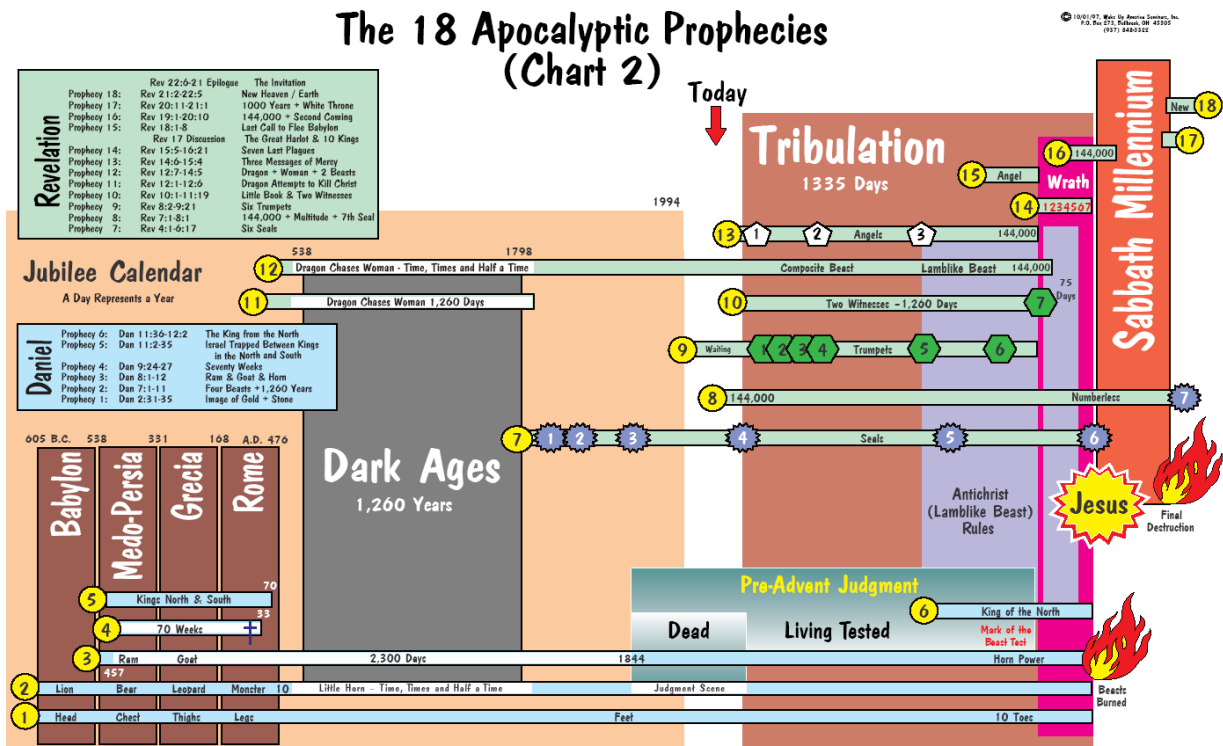 The 18 Apocalyptic Prophecies
(Chart 2)
© 10/01/97, Wake Up America Seminars, Inc.
P.O. Box 273, Bellbrook, OH 45305
(937) 848-3322
Revelation
Rev 22:6-21 Epilogue The Invitation
Prophecy 18: Rev 21:2-22:5 New Heaven / Earth
Prophecy 17: Rev 20:11-21:1 1000 Years + White Throne
Prophecy 16: Rev 19:1-20:10 144,000 + Second Coming
Prophecy 15: Rev 18:1-8 Last Call to Flee Babylon
Rev 17 Discussion The Great Harlot & 10 Kings
Prophecy 14: Rev 15:5-16:21 Seven Last Plagues
Prophecy 13: Rev 14:6-15:4 Three Messages of Mercy
Prophecy 12: Rev 12:7-14:5 Dragon + Woman + 2 Beasts
Prophecy 11: Rev 12:1-12:6 Dragon Attempts to Kill Christ
Prophecy 10: Rev 10:1-11:19 Little Book & Two Witnesses
Prophecy 9: Rev 8:2-9:21 Six Trumpets
Prophecy 8: Rev 7:1-8:1 144,000 + Multitude + 7th Seal
Prophecy 7: Rev 4:1-6:17 Six Seals
Today
Tribulation
1335 Days
Sabbath Millennium
New 18
17
16 144,000
15 Angel
Wrath
14 1234567
1994
13 1 2 Angels 3 144,000
538 1798
12 Dragon Chases Woman - Time, Times and Half a Time Composite Beast Lamblike Beast 144,000
Jubilee Calendar
A Day Represents a Year
75
Days
11 Dragon Chases Woman 1,260 Days
10 Two Witnesses - 1,260 Days 7
Daniel
Prophecy 6: Dan 11:36-12:2 The King from the North
Prophecy 5: Dan 11:2-35 Israel Trapped Between Kings
in the North and South
Prophecy 4: Dan 9:24-27 Seventy Weeks
Prophecy 3: Dan 8:1-12 Ram & Goat & Horn
Prophecy 2: Dan 7:1-11 Four Beasts +1,260 Years
Prophecy 1: Dan 2:31-35 Image of Gold + Stone
9 Waiting 1 2 3 4 Trumpets 5 6
8 144,000 Numberless 7
7 1 2 3 4 Seals 5 6
605 B.C. 538 331 168 A.D. 476
Babylon
Medo-Persia
Grecia
Rome
Dark Ages
1,260 Years
Antichrist
(Lamblike Beast)
Rules
Jesus
Final
Destruction
Pre-Advent Judgment
Dead
Living Tested
70
5 Kings North & South
33
4 70 Weeks
6 King of the North
Mark of the
Beast Test
3 Ram Goat 2,300 Days 1844 Horn Power
457
2 Lion Bear Leopard Monster 10 Little Horn - Time, Times and Half a Time Judgment Scene
Beasts
Burned
1 Head Chest Thighs Legs Feet 10 Toes